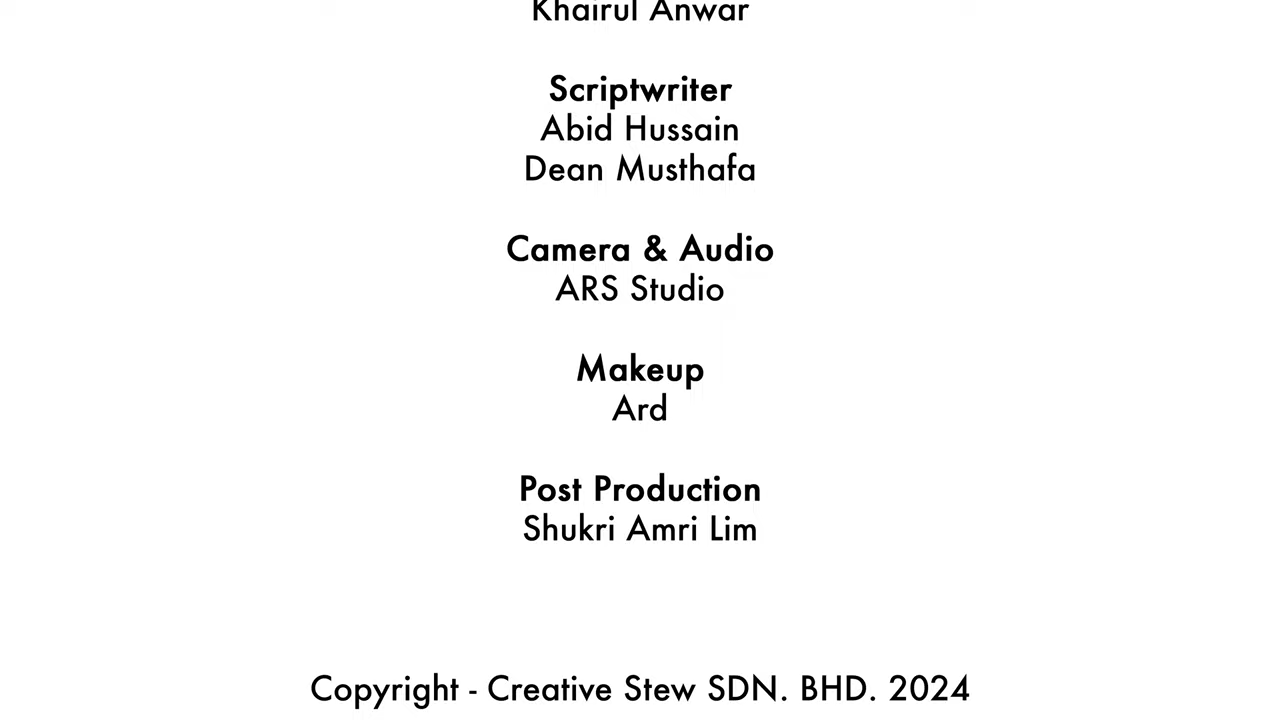 Khairul Anwar
Scriptwriter
Abid Hussain
Dean Musthafa
Camera & Audio
ARS Studio
Makeup
Ard
Post Production
Shukri Amri Lim
Copyright - Creative Stew SDN. BHD. 2024